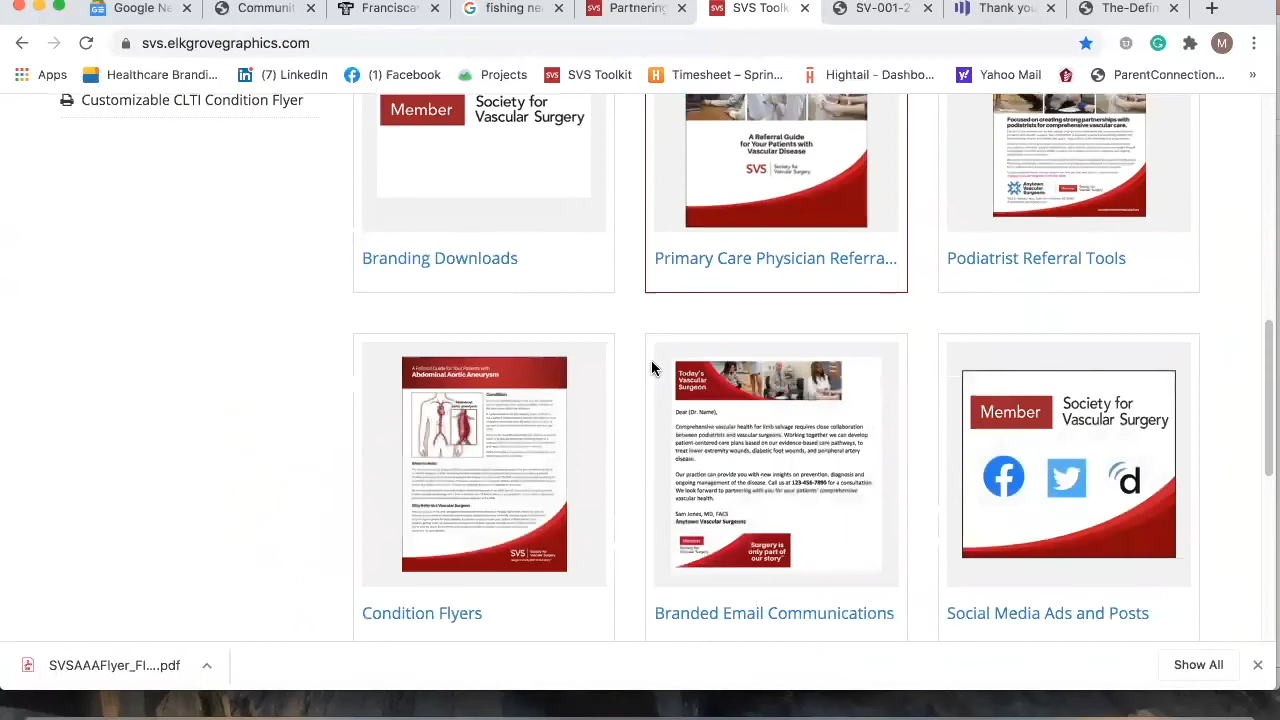 Google Ne
Communit
Francisca
fishing ne
Partnering
SVS Toolk
SV-001-2
Thank you
The-Defin
svs.elkgrovegraphics.com
M
Apps
Healthcare Brandi...
(7) LinkedIn
(1) Facebook
Projects
SVS Toolkit
Timesheet – Sprin...
Hightail - Dashbo...
Yahoo Mail
ParentConnection...
»
Customizable CLTI Condition Flyer
Member
Society for
Vascular Surgery
A Referral Guide
for Your Patients with
Vascular Disease
SVS Society for
Vascular Surgery
Focused on creating strong partnerships with
podiatrists for comprehensive vascular care.
Anytown
Vascular
Surgeons
Branding Downloads
Primary Care Physician Referra...
Podiatrist Referral Tools
A Referral Guide for Your Patients with
Abdominal Aortic Aneurysm
Condition
SVS Society for
Vascular Surgery
Today's
Vascular
Surgeon
Dear (Dr. Name),
Comprehensive vascular health for limb salvage requires close collaboration
between podiatrists and vascular surgeons. Working together we can develop
patient-centered care plans based on our evidence-based care pathways, to
treat lower extremity wounds, diabetic foot wounds, and peripheral artery
disease.
Our practice can provide you with new insights on prevention, diagnosis and
ongoing management of the disease. Call us at 123-456-7890 for a consultation.
We look forward to partnering with you for your patients' comprehensive
vascular health.
Sam Jones, MD, FACS
Anytown Vascular Surgeons
Member
Society for
Vascular Surgery
Surgery is
only part of
our story™
Member
Society for
Vascular Surgery
d
Condition Flyers
Branded Email Communications
Social Media Ads and Posts
SVSAAAFlyer_Fl....pdf
Show All